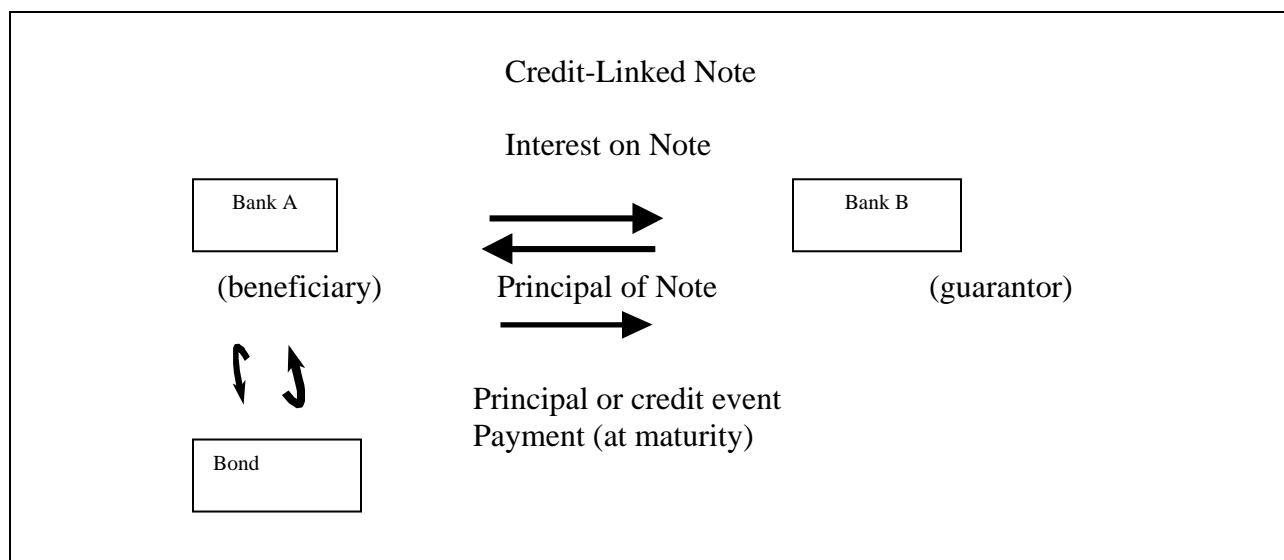 Credit-Linked Note
Interest on Note
Bank A
Bank B
(beneficiary)
Principal of Note
(guarantor)
Principal or credit event
Payment (at maturity)
Bond